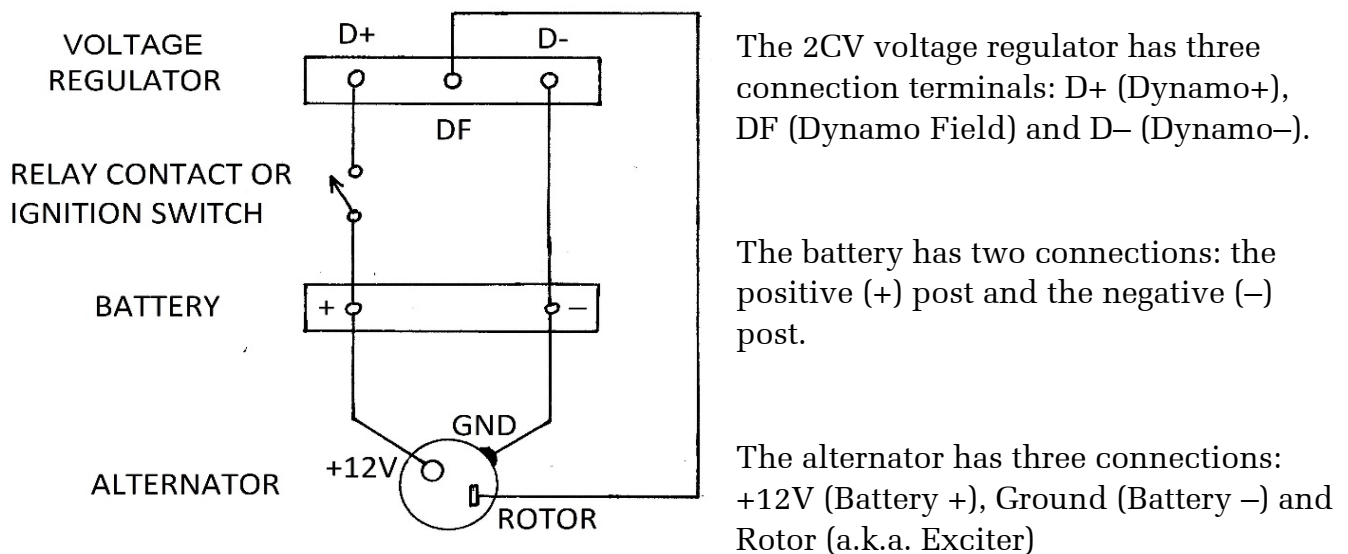 D+
D-
VOLTAGE
REGULATOR
DF
RELAY CONTACT OR
IGNITION SWITCH
BATTERY
+
–
GND
+12V
ALTERNATOR
ROTOR
The 2CV voltage regulator has three
connection terminals: D+ (Dynamo+),
DF (Dynamo Field) and D– (Dynamo–).
The battery has two connections: the
positive (+) post and the negative (–)
post.
The alternator has three connections:
+12V (Battery +), Ground (Battery –) and
Rotor (a.k.a. Exciter)